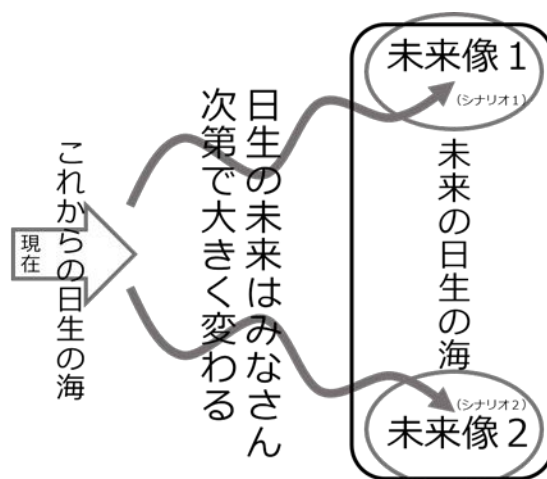 現在
これからの日生の海
日生の未来はみなさん
次第で大きく変わる
未来像1
(シナリオ1)
未来の日生の海
(シナリオ2)
未来像2